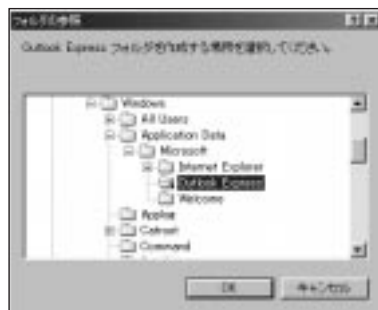 フォルダの参照
Outlook Express フォルダを作成する場所を選択してください。
Windows
All Users
Application Data
Microsoft
Internet Explorer
Outlook Express
Welcome
Applog
Catroot
Command
OK
キャンセル